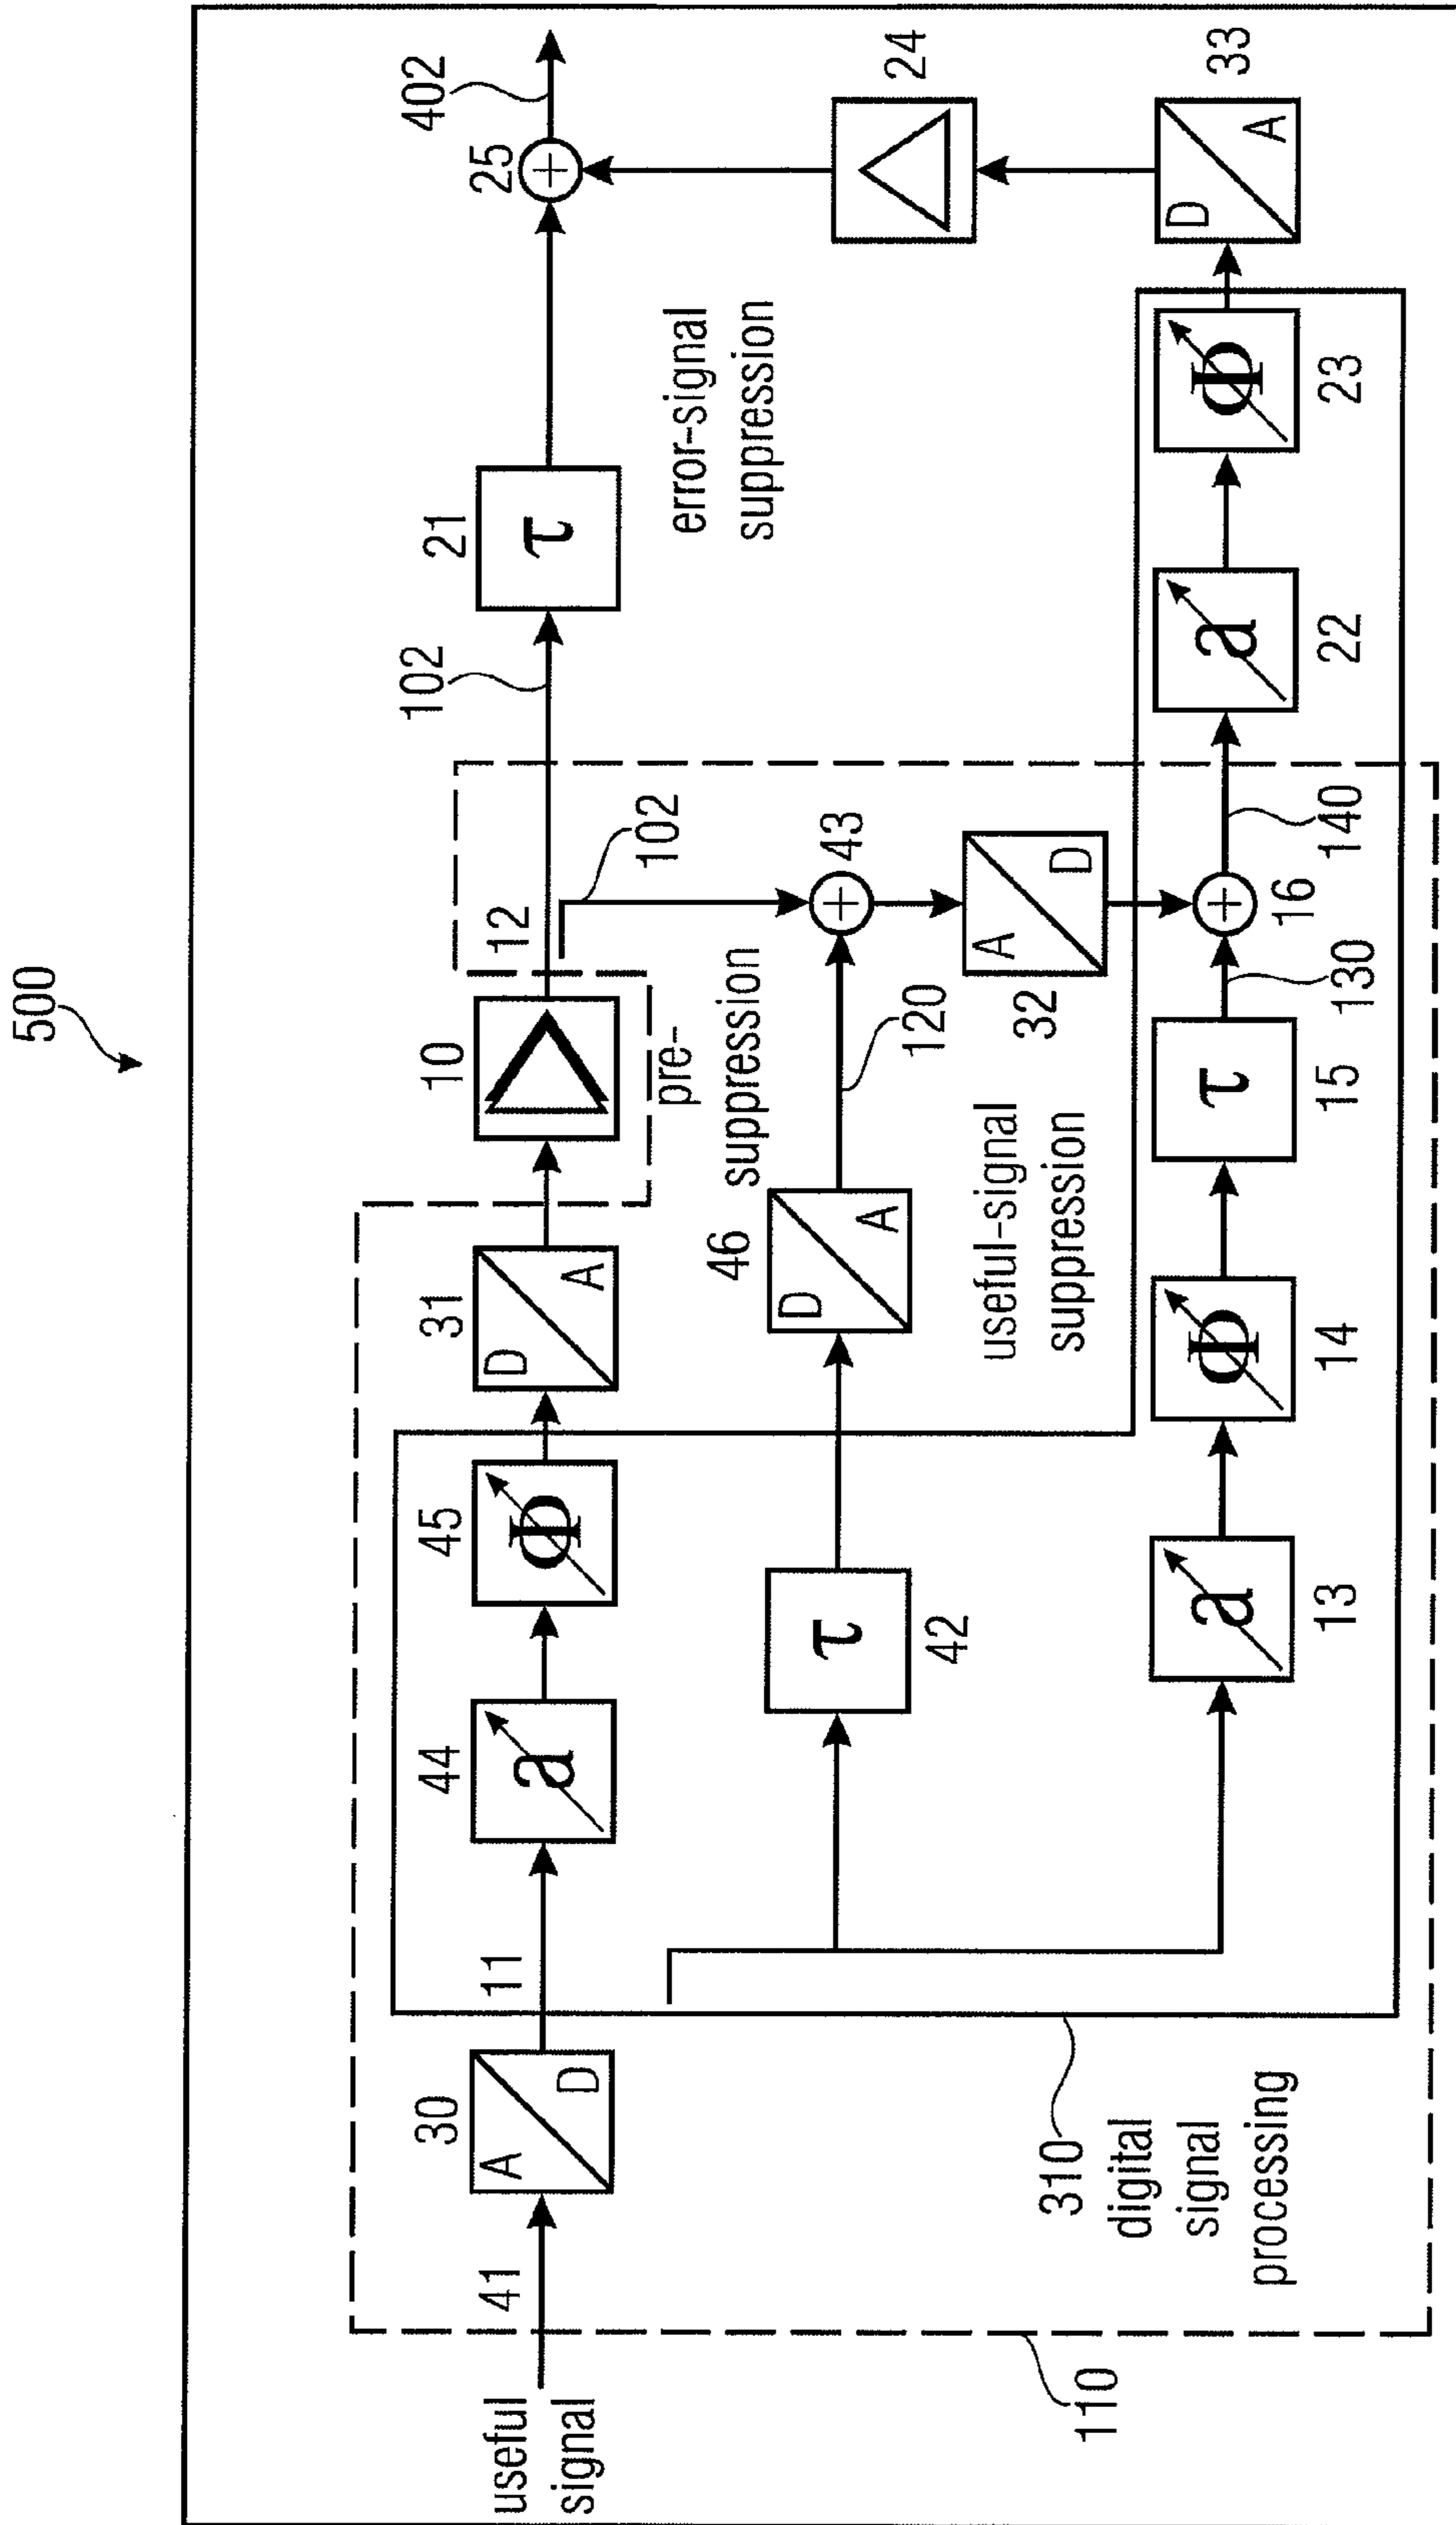 500
useful
signal
41
30
A
D
11
44
a
45
Φ
31
D
A
10
12
102
21
τ
25
402
pre-
suppression
102
error-signal
suppression
42
τ
46
D
A
120
43
useful-signal
suppression
32
A
D
24
13
a
14
Φ
15
τ
130
16
140
22
a
23
Φ
33
D
A
310
digital
signal
processing
110